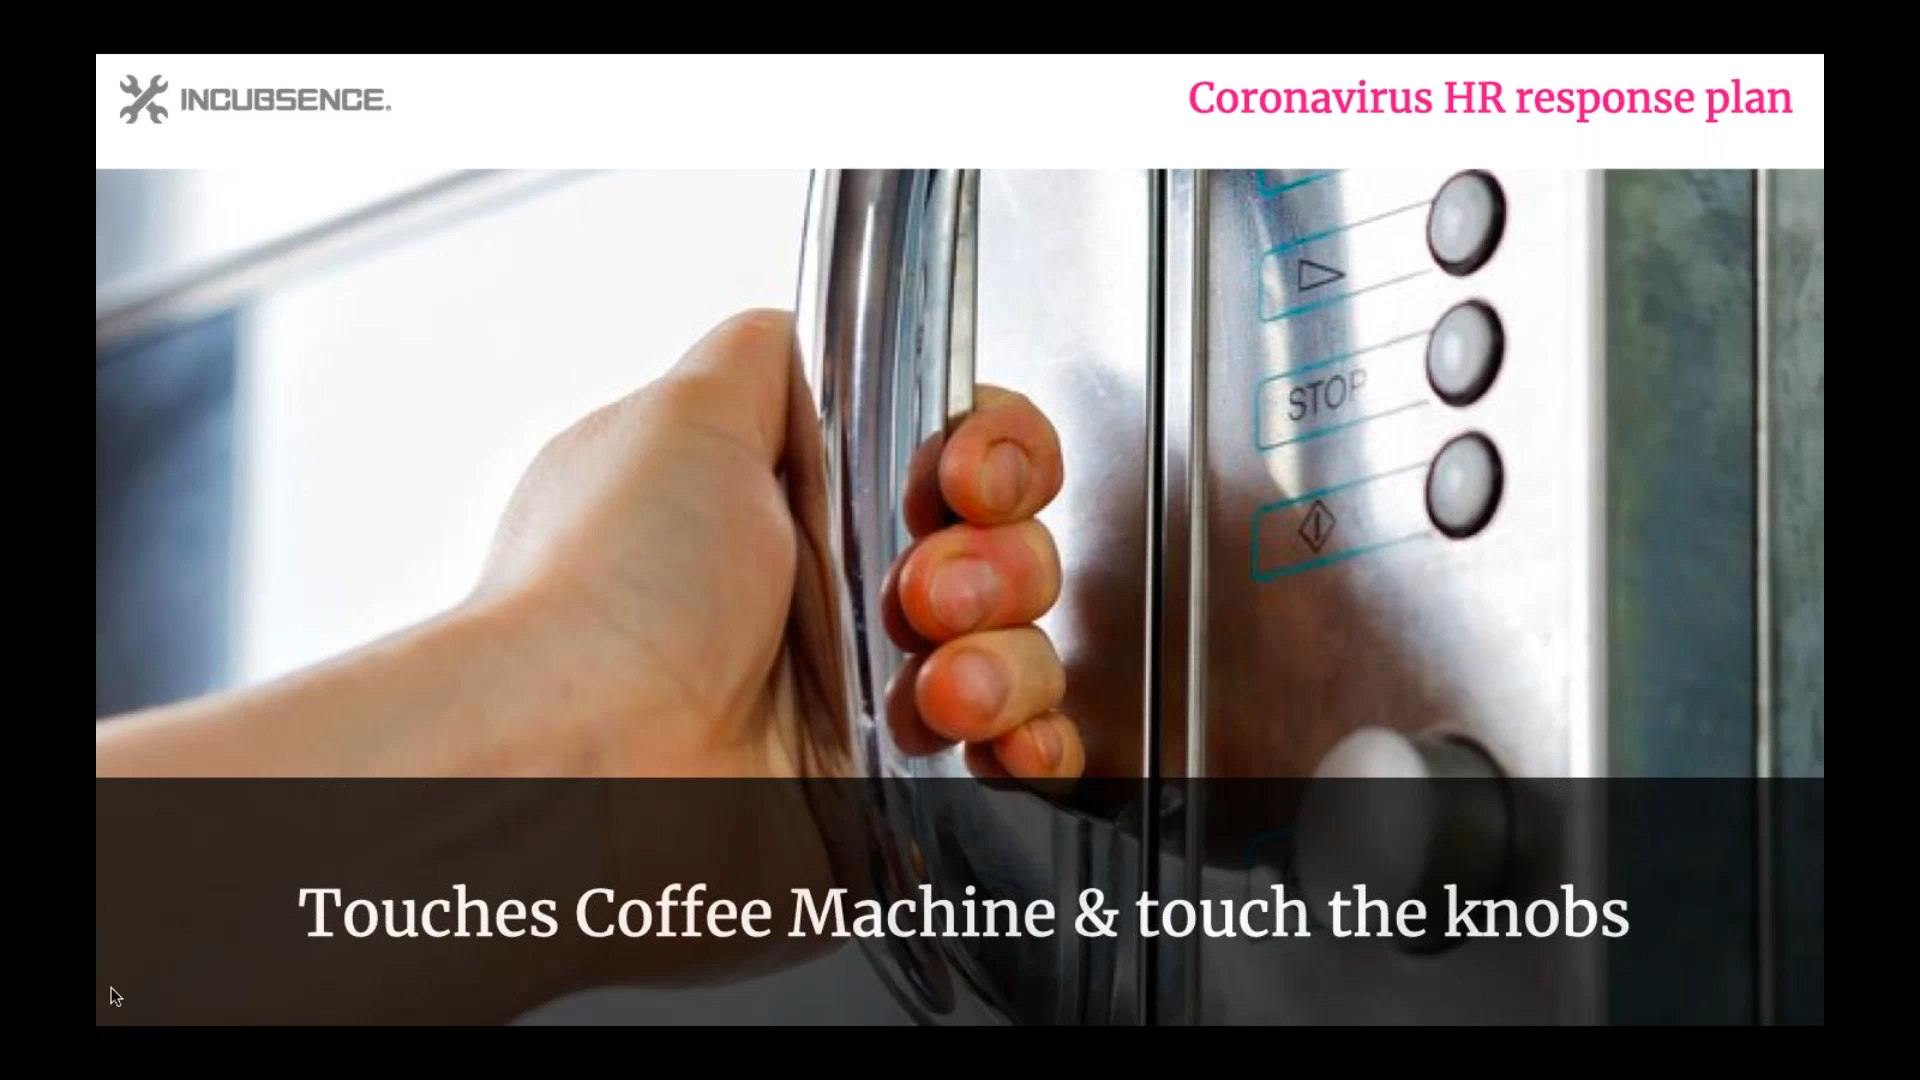 INCUBSENCE.
Coronavirus HR response plan
STOP
Touches Coffee Machine & touch the knobs